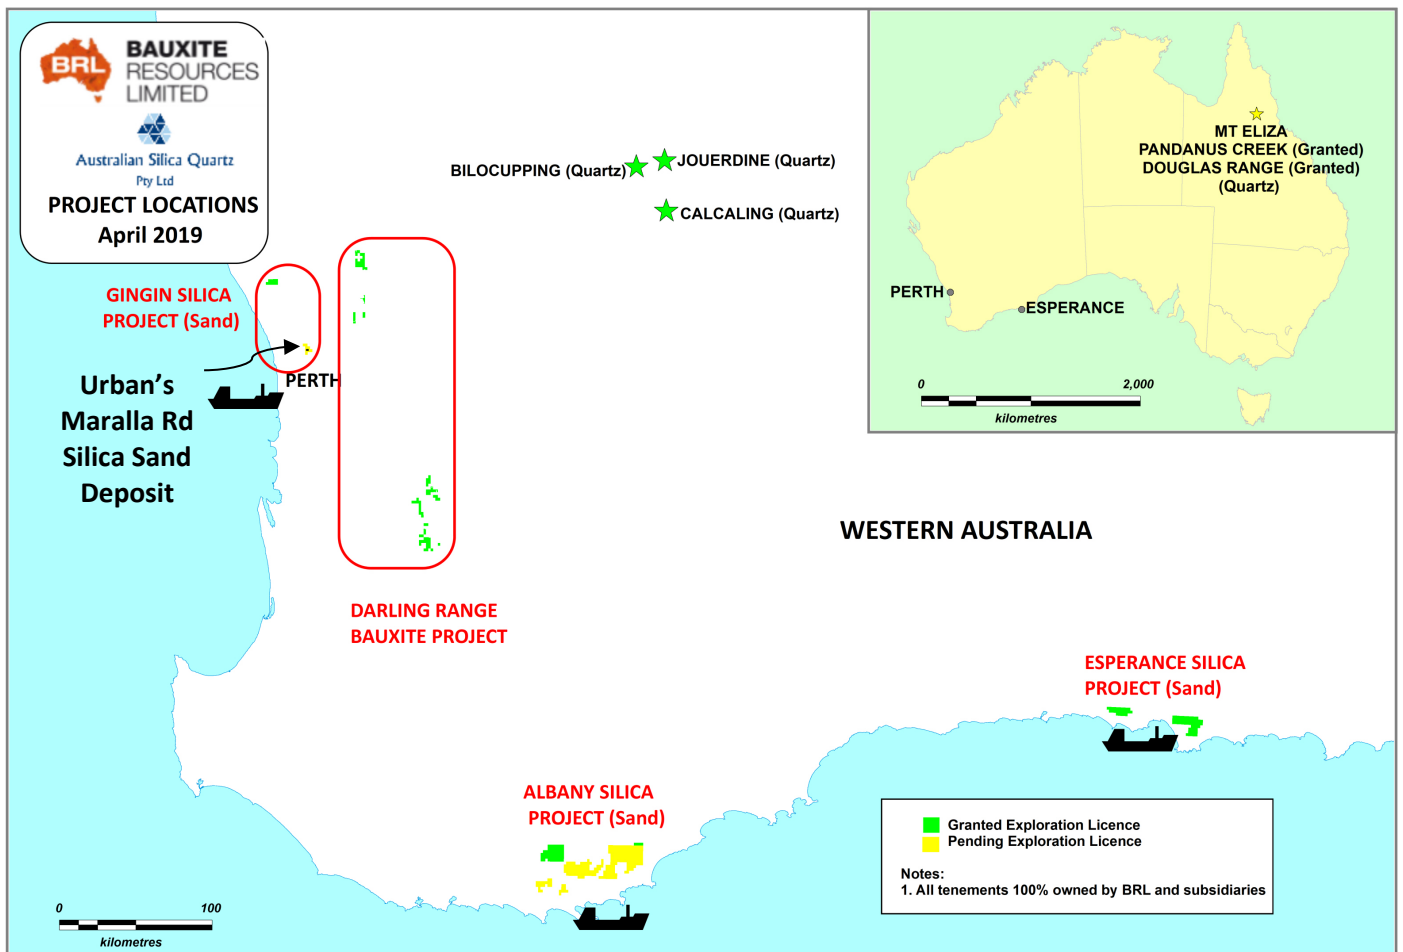 BRL
BAUXITE
RESOURCES
LIMITED
Australian Silica Quartz
Pty Ltd
PROJECT LOCATIONS
April 2019
BILOCUPPING (Quartz)
JOUERDINE (Quartz)
CALCALING (Quartz)
GINGIN SILICA
PROJECT (Sand)
PERTH
Urban's
Maralla Rd
Silica Sand
Deposit
DARLING RANGE
BAUXITE PROJECT
WESTERN AUSTRALIA
ESPERANCE SILICA
PROJECT (Sand)
ALBANY SILICA
PROJECT (Sand)
0 100
kilometres
MT ELIZA
PANDANUS CREEK (Granted)
DOUGLAS RANGE (Granted)
(Quartz)
PERTH
ESPERANCE
0 2,000
kilometres
Granted Exploration Licence
Pending Exploration Licence
Notes:
1. All tenements 100% owned by BRL and subsidiaries